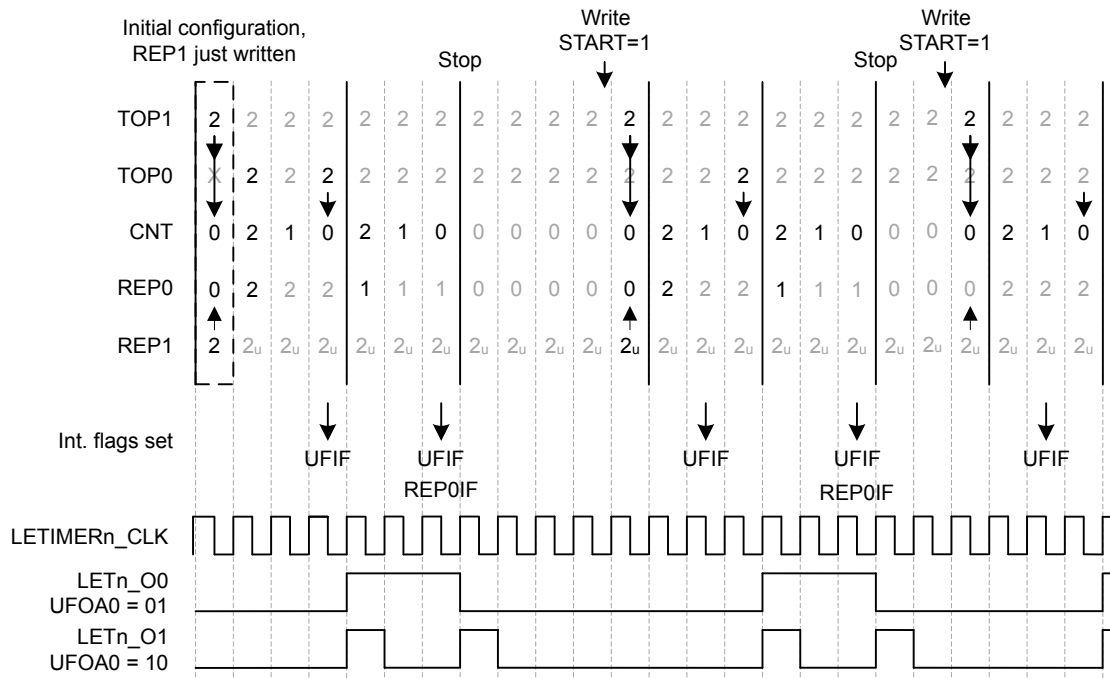 Initial configuration,
REP1 just written
Stop
Write
START=1
Stop
Write
START=1
TOP1 2 2 2 2 2 2 2 2 2 2 2 2 2 2 2 2 2 2 2 2 2 2 2 2
TOP0 X 2 2 2 2 2 2 2 2 2 2 2 2 2 2 2 2 2 2 2 2 2 2 2
CNT 0 2 1 0 2 1 0 0 0 0 0 0 2 1 0 2 1 0 0 0 0 2 1 0
REP0 0 2 2 2 1 1 1 0 0 0 0 0 2 2 2 1 1 1 0 0 0 2 2 2
REP1 2 2u 2u 2u 2u 2u 2u 2u 2u 2u 2u 2u 2u 2u 2u 2u 2u 2u 2u 2u 2u 2u 2u 2u
Int. flags set
UFIF UFIF UFIF UFIF UFIF
REP0IF REP0IF
LETIMERn_CLK
LETn_O0
UFOA0 = 01
LETn_O1
UFOA0 = 10